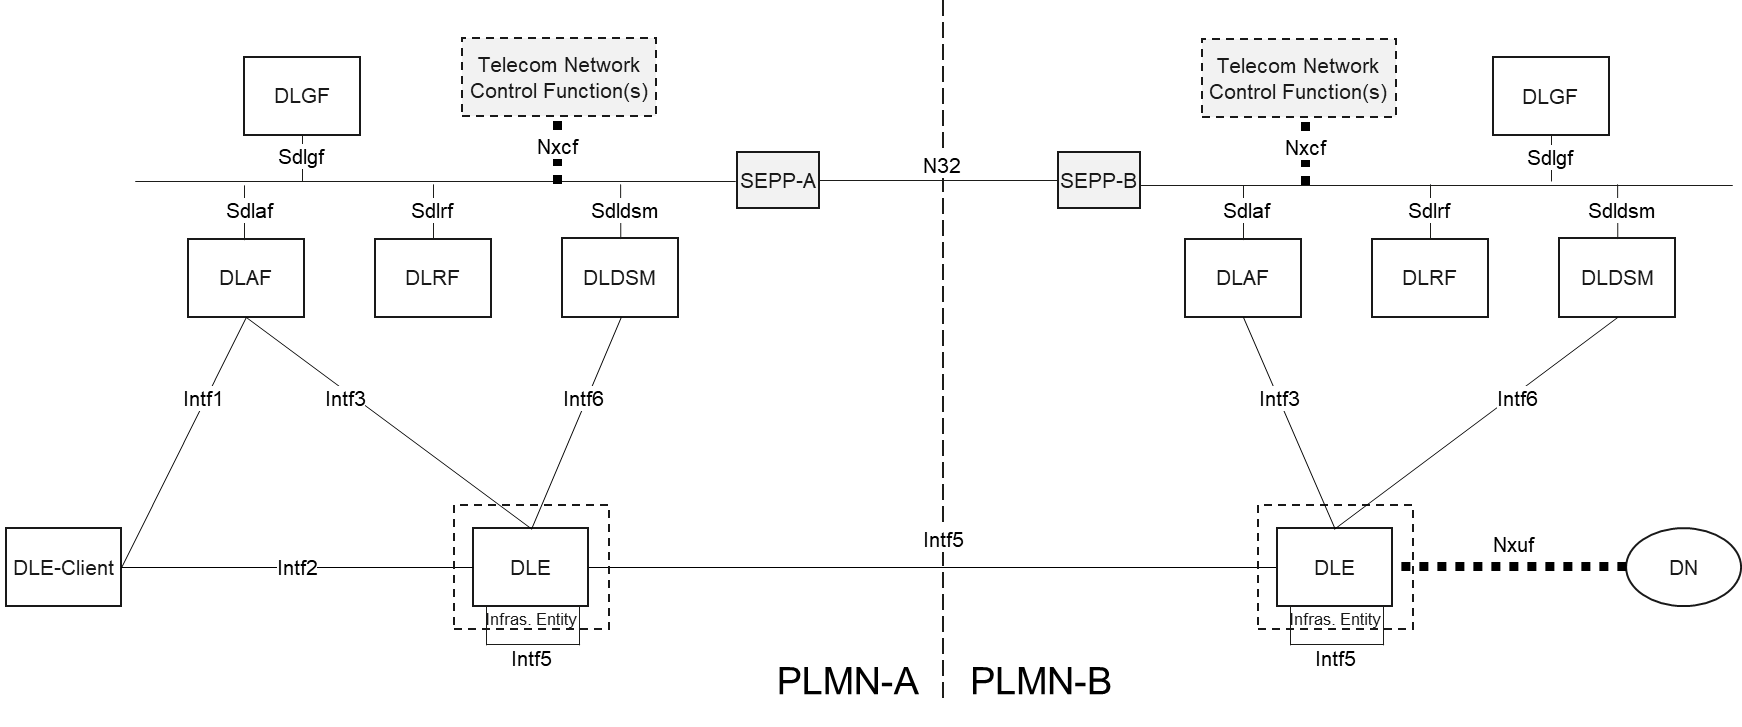 Telecom Network
Control Function(s)
Telecom Network
Control Function(s)
DLGF
DLGF
Nxcf
Nxcf
Sdlgf
Sdlgf
N32
SEPP-A
SEPP-B
Sdlaf
Sdlrf
Sdldsm
Sdlaf
Sdlrf
Sdldsm
DLAF
DLRF
DLDSM
DLAF
DLRF
DLDSM
Intf1
Intf3
Intf6
Intf3
Intf6
Intf5
Nxuf
DLE-Client
Intf2
DLE
DLE
DN
Infras. Entity
Infras. Entity
Intf5
Intf5
PLMN-A
PLMN-B